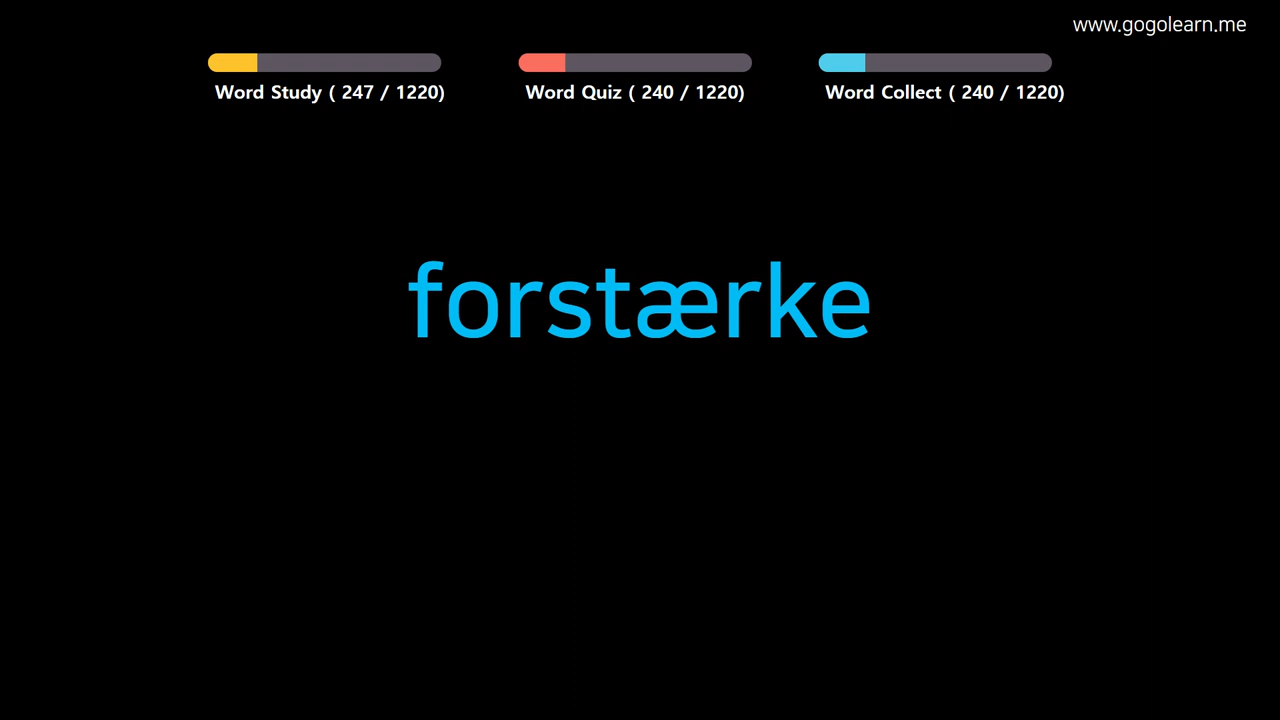 www.gogolearn.me
Word Study ( 247 / 1220)
Word Quiz ( 240 / 1220)
Word Collect ( 240 / 1220)
forstærke